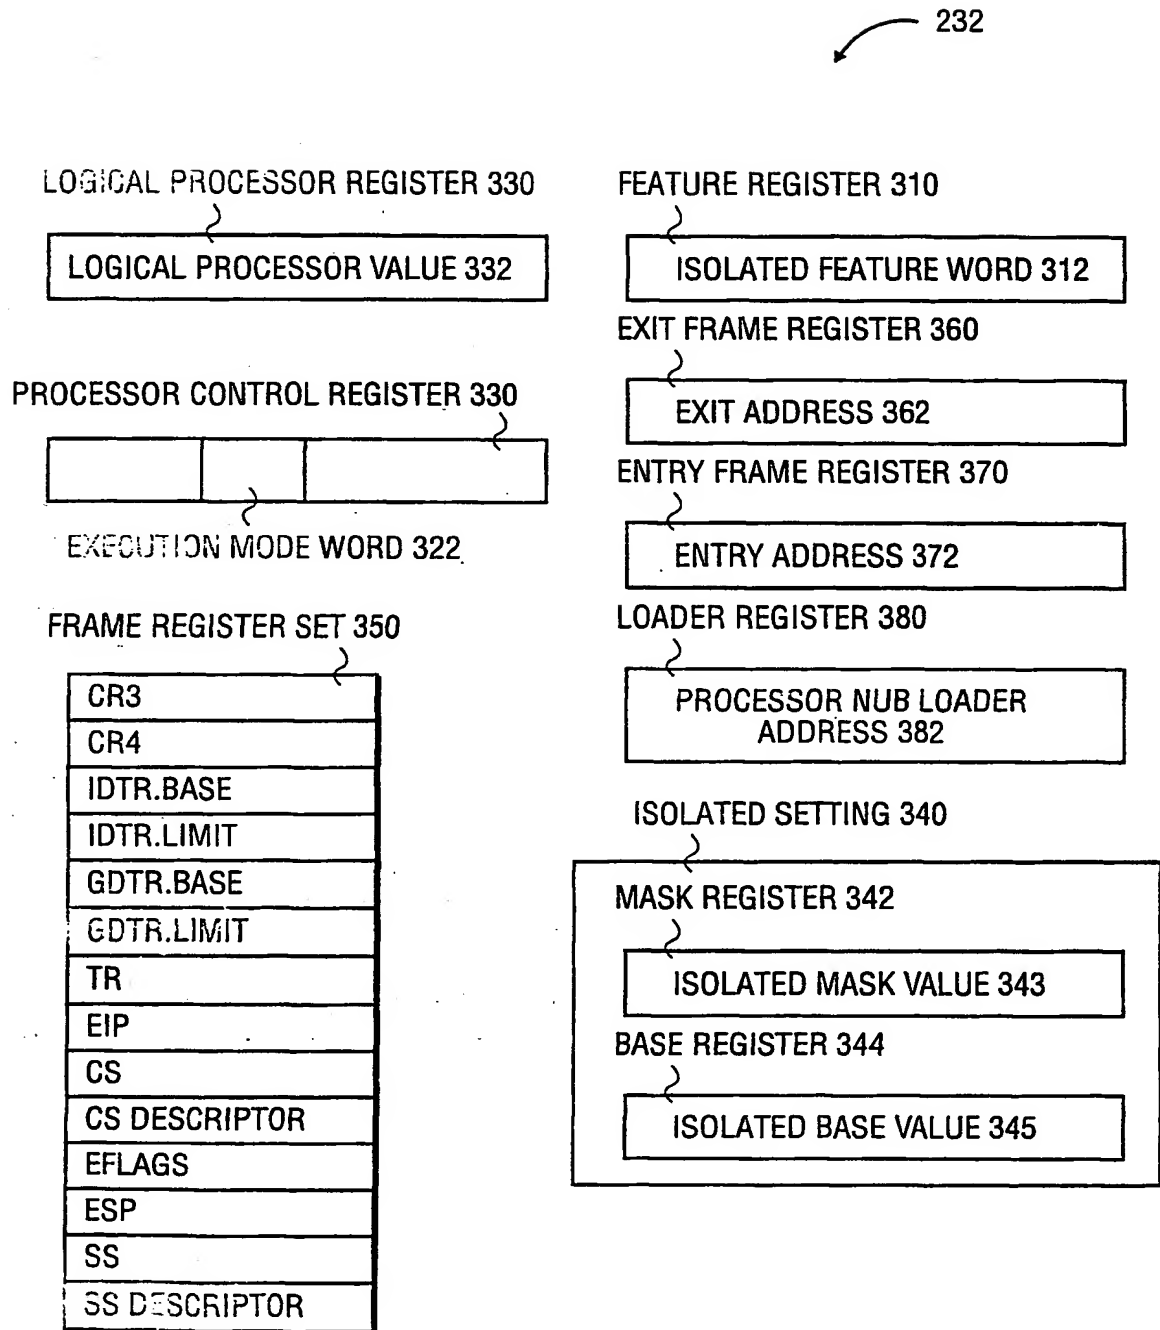 232
LOGICAL PROCESSOR REGISTER 330
LOGICAL PROCESSOR VALUE 332
PROCESSOR CONTROL REGISTER 330
EXECUTION MODE WORD 322
FRAME REGISTER SET 350
CR3
CR4
IDTR.BASE
IDTR.LIMIT
GDTR.BASE
GDTR.LIMIT
TR
EIP
CS
CS DESCRIPTOR
EFLAGS
ESP
SS
SS DESCRIPTOR
FEATURE REGISTER 310
ISOLATED FEATURE WORD 312
EXIT FRAME REGISTER 360
EXIT ADDRESS 362
ENTRY FRAME REGISTER 370
ENTRY ADDRESS 372
LOADER REGISTER 380
PROCESSOR NUB LOADER
ADDRESS 382
ISOLATED SETTING 340
MASK REGISTER 342
ISOLATED MASK VALUE 343
BASE REGISTER 344
ISOLATED BASE VALUE 345